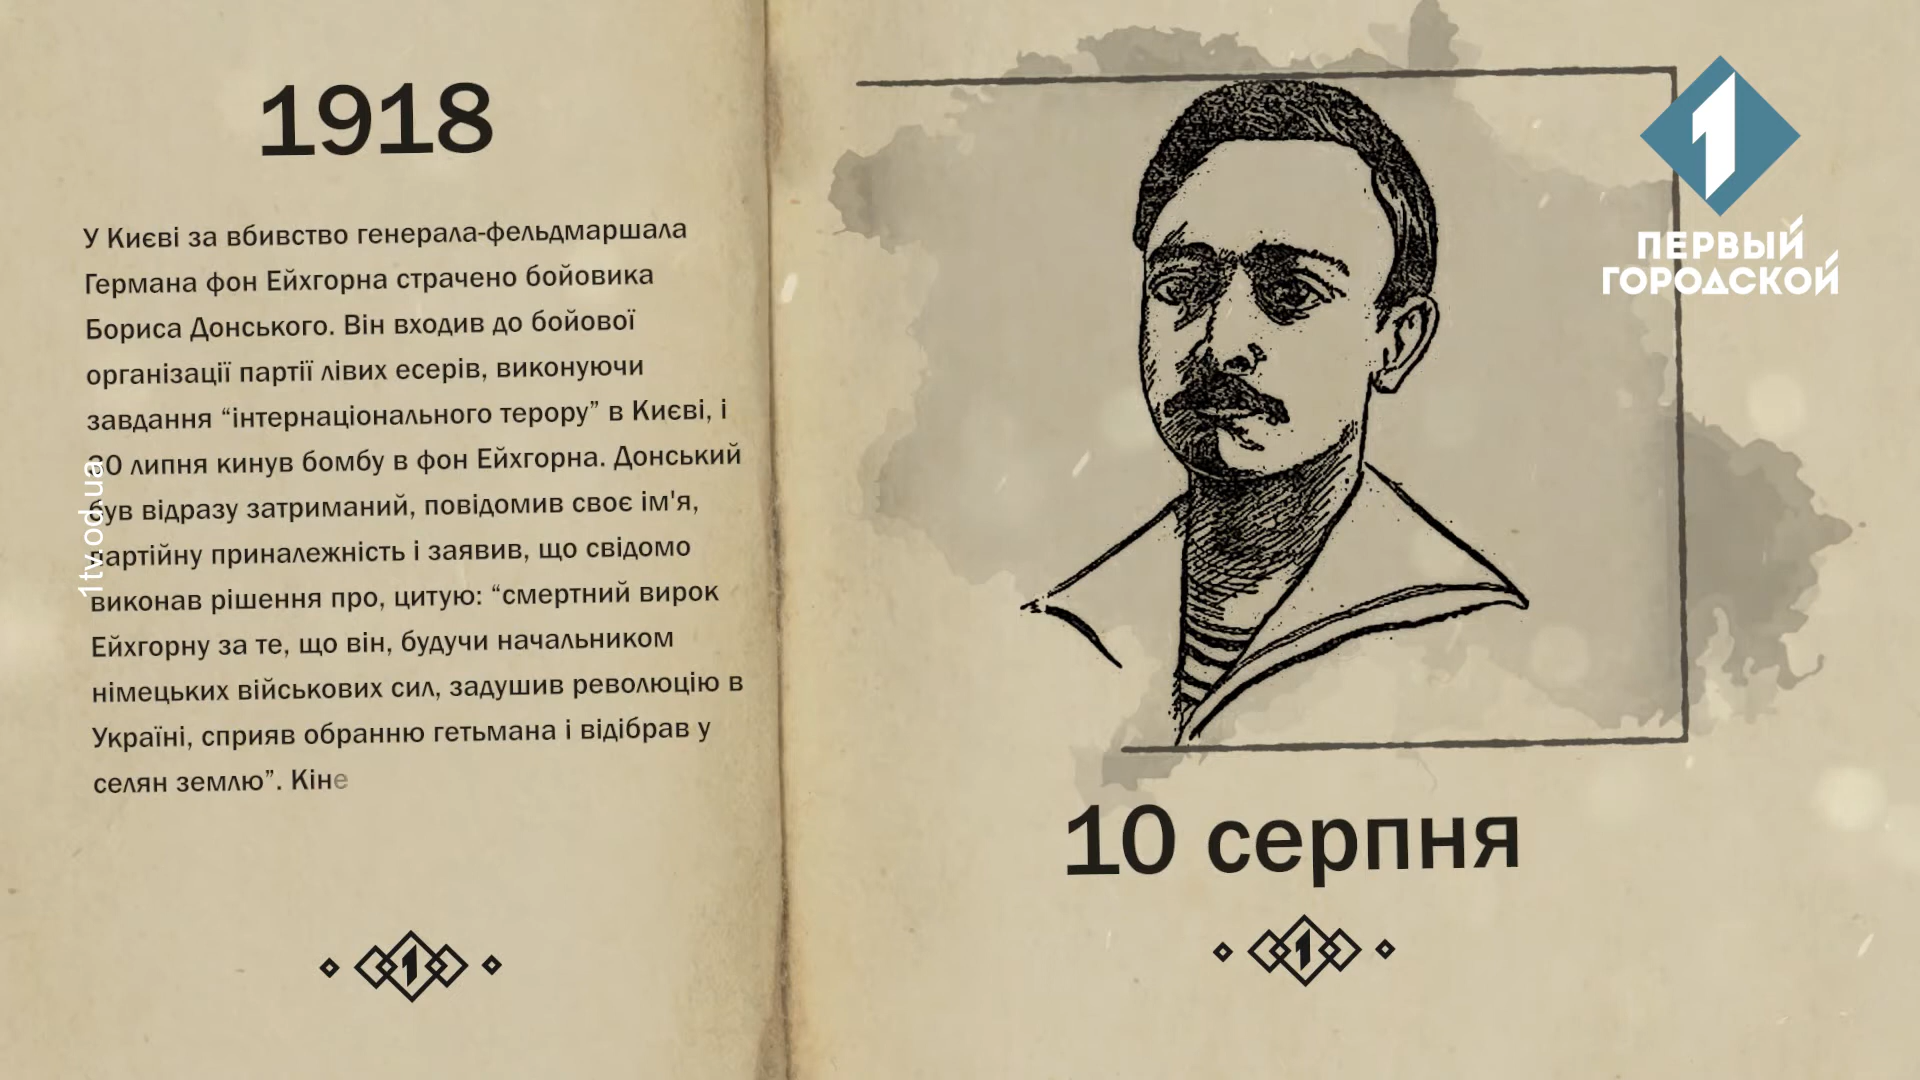 1918
У Києві за вбивство генерала-фельдмаршала
Германа фон Ейхгорна страчено бойовика
Бориса Донського. Він входив до бойової
організації партії лівих есерів, виконуючи
завдання “інтернаціонального терору” в Києві, і
30 липня кинув бомбу в фон Ейхгорна. Донський
був відразу затриманий, повідомив своє ім'я,
партійну приналежність і заявив, що свідомо
виконав рішення про, цитую: “смертний вирок
Ейхгорну за те, що він, будучи начальником
німецьких військових сил, задушив революцію в
Україні, сприяв обранню гетьмана і відібрав у
селян землю”. Кіне
1
10 серпня
1
1
ПЕРВЫЙ
ГОРОДСКОЙ
1tv.od.ua